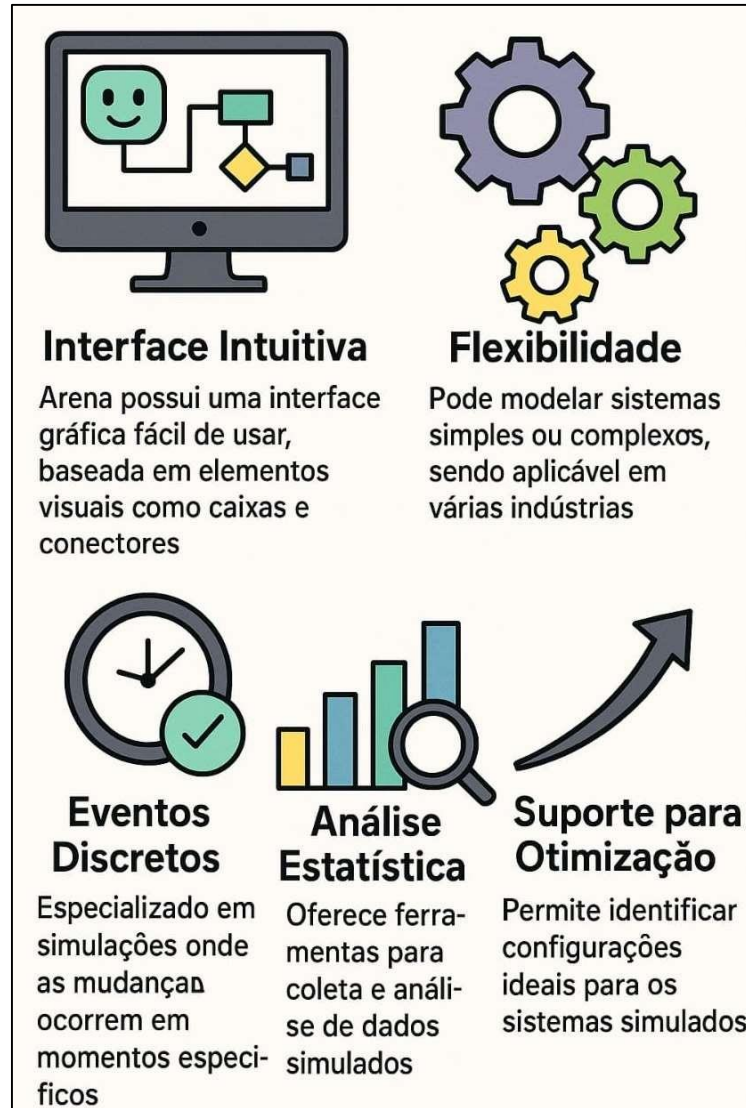 Interface Intuitiva
Arena possui uma interface
gráfica fácil de usar,
baseada em elementos
visuais como caixas e
conectores
Flexibilidade
Pode modelar sistemas
simples ou complexos,
sendo aplicável em
várias indústrias
Eventos
Discretos
Especializado em
simulações onde
as mudanças
ocorrem em
momentos especi-
ficos
Análise
Estatística
Oferece ferra-
mentas para
coleta e análi-
se de dados
simulados
Suporte para
Otimização
Permite identificar
configurações
ideais para os
sistemas simulados